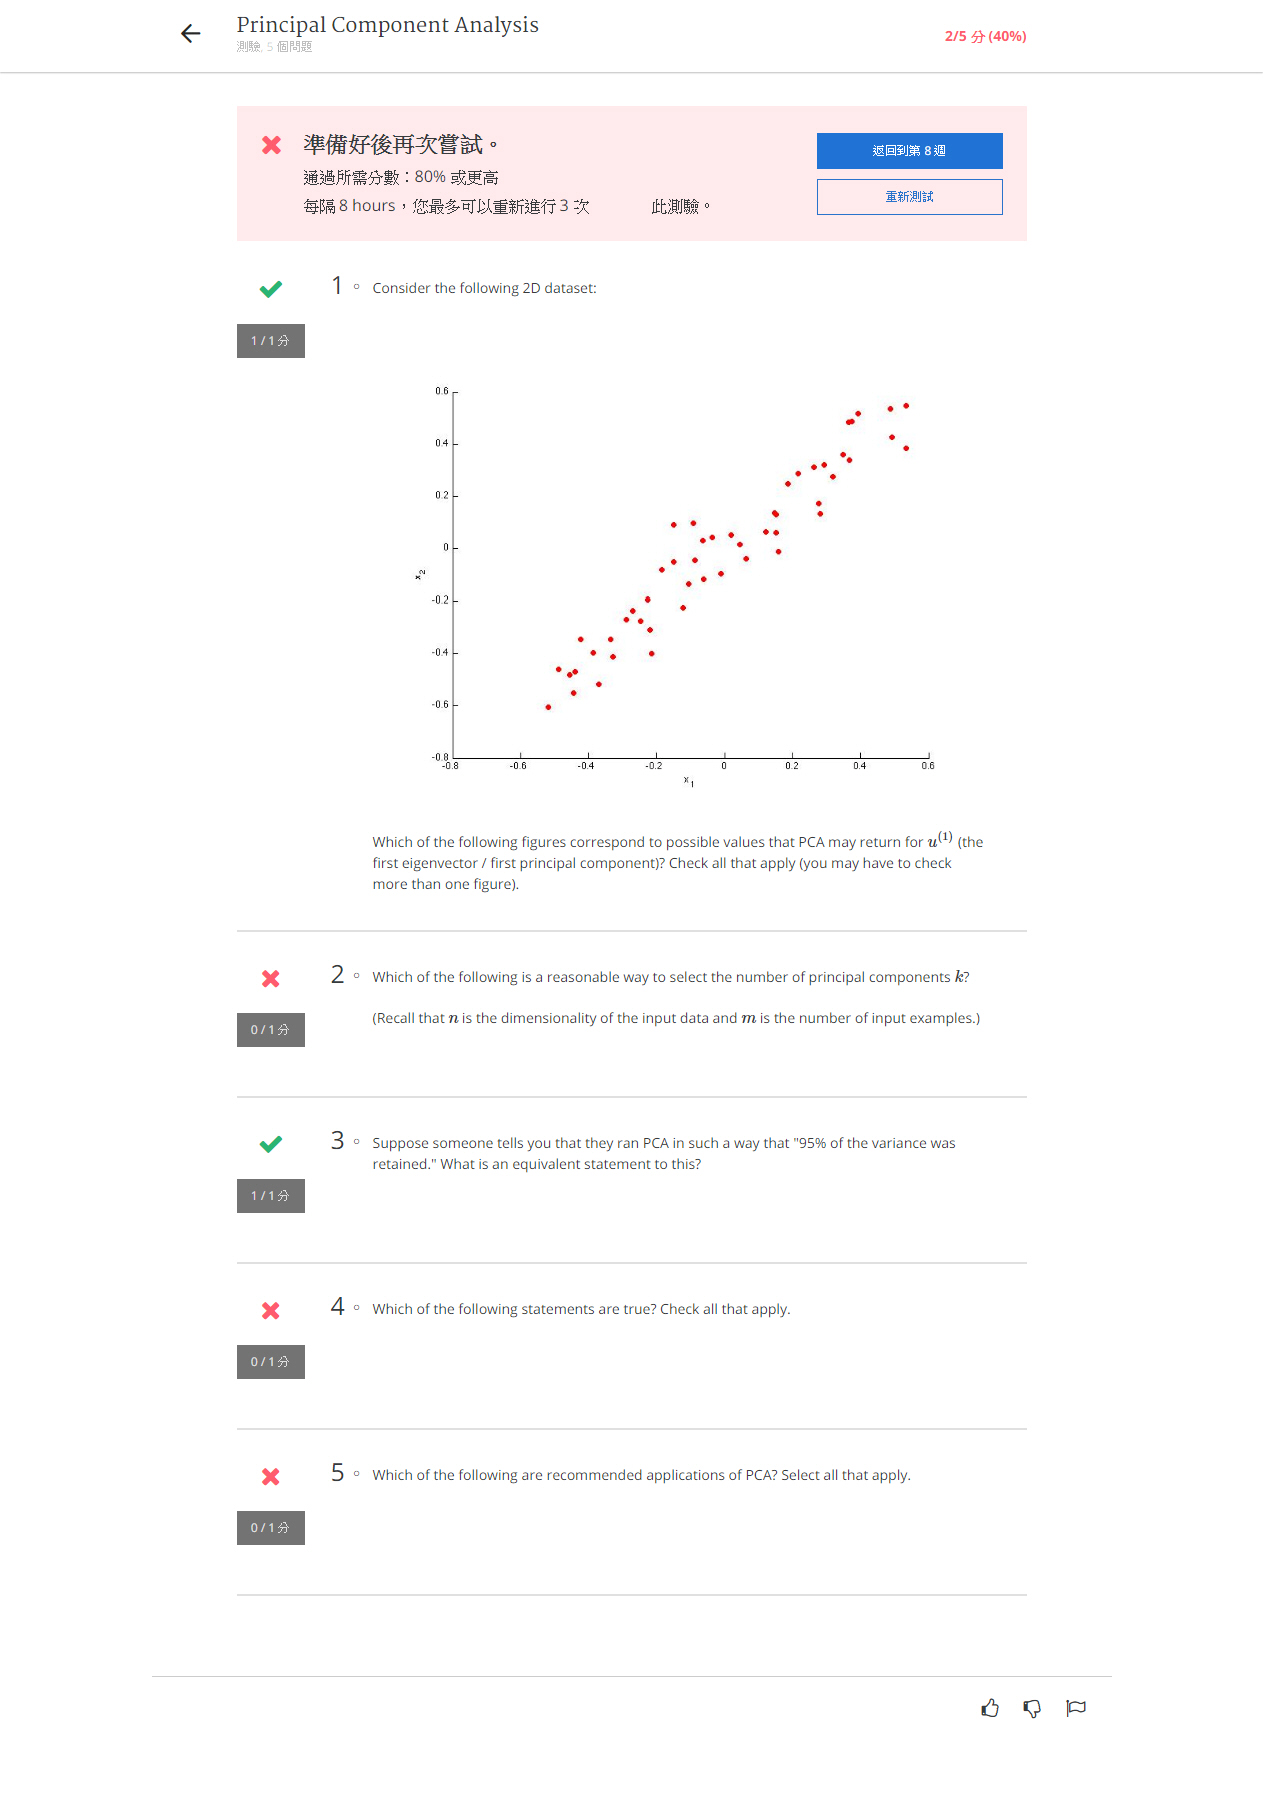 Principal Component Analysis
測驗, 5 個問題
2/5 分 (40%)
準備好後再次嘗試。
通過所需分數：80% 或更高
每隔 8 hours，您最多可以重新進行 3 次 此測驗。
返回到第 8 週
重新測試
1。 Consider the following 2D dataset:
1 / 1 分
0.6
0.4
0.2
0
-0.2
-0.4
-0.6
-0.8
x2
-0.8 -0.6 -0.4 -0.2 0 0.2 0.4 0.6
x1
Which of the following figures correspond to possible values that PCA may return for u(1) (the
first eigenvector / first principal component)? Check all that apply (you may have to check
more than one figure).
2。 Which of the following is a reasonable way to select the number of principal components k?
(Recall that n is the dimensionality of the input data and m is the number of input examples.)
0 / 1 分
3。 Suppose someone tells you that they ran PCA in such a way that "95% of the variance was
retained." What is an equivalent statement to this?
1 / 1 分
4。 Which of the following statements are true? Check all that apply.
0 / 1 分
5。 Which of the following are recommended applications of PCA? Select all that apply.
0 / 1 分